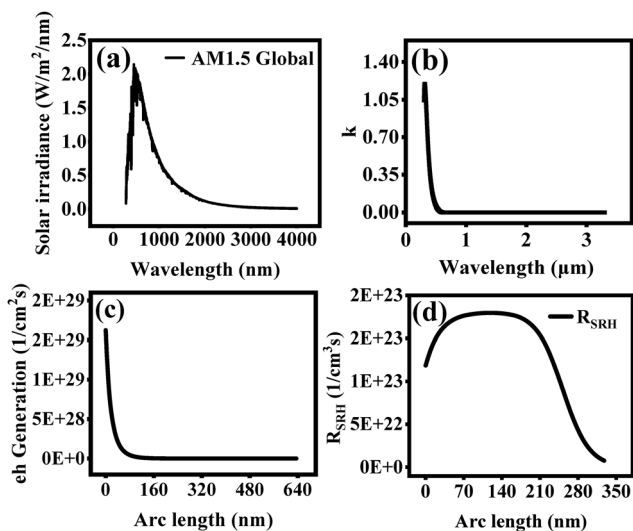 (a)
AM1.5 Global
Solar irradiance (W/m²/nm)
2.5
2.0
1.5
1.0
0.5
0.0
0
1000
2000
3000
4000
Wavelength (nm)
(b)
k
1.40
1.05
0.70
0.35
0.00
0
1
2
3
Wavelength (µm)
(c)
eh Generation (1/cm²s)
2E+29
2E+29
1E+29
5E+28
0E+0
0
160
320
480
640
Arc length (nm)
(d)
R_SRH
R_SRH (1/cm³s)
2E+23
2E+23
1E+23
5E+22
0E+0
0
70
140
210
280
350
Arc length (nm)